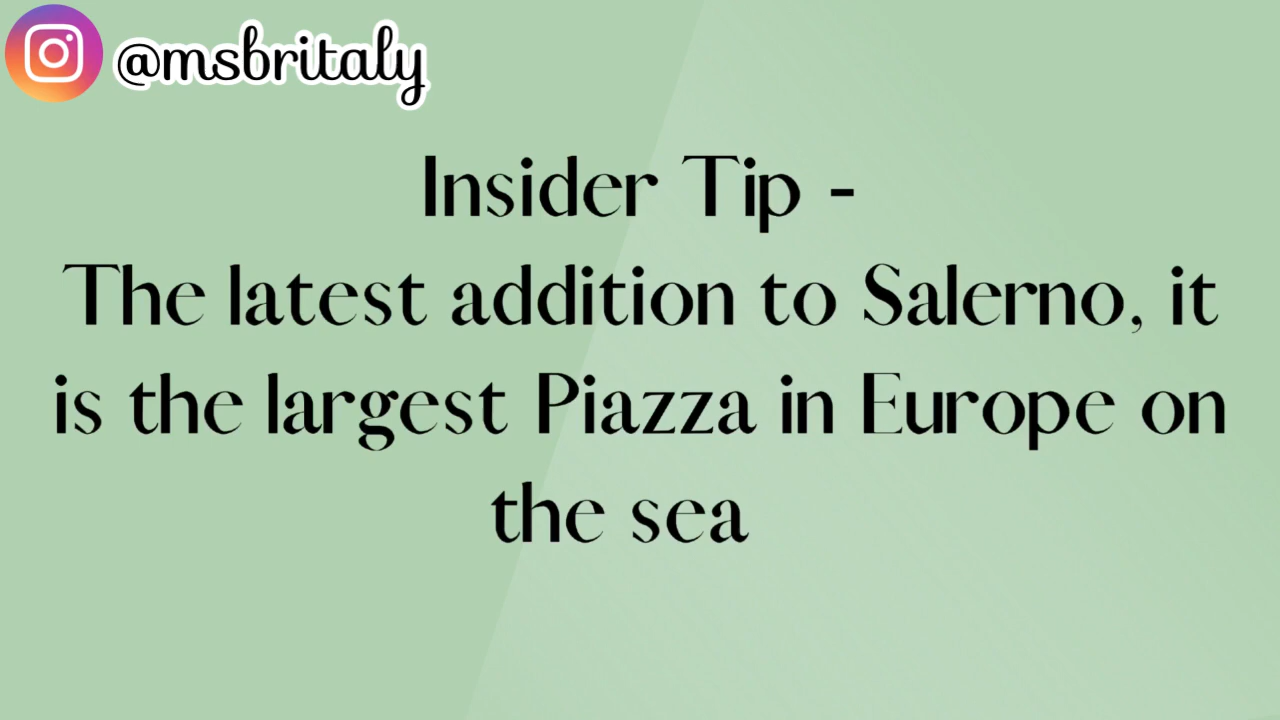 @msbritaly
Insider Tip -
The latest addition to Salerno, it
is the largest Piazza in Europe on
the sea